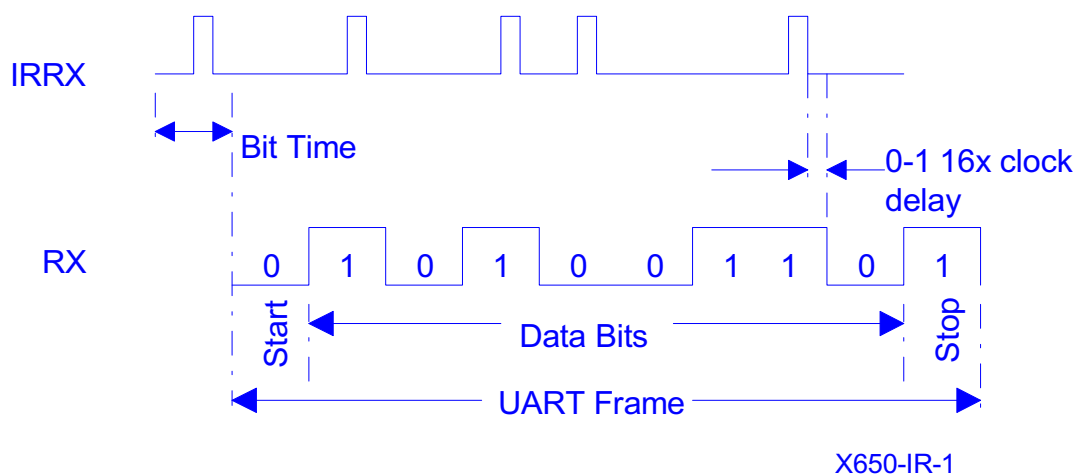 IRRX
Bit Time
0-1 16x clock
delay
RX
0 1 0 1 0 0 1 1 0 1
Start
Data Bits
Stop
UART Frame
X650-IR-1